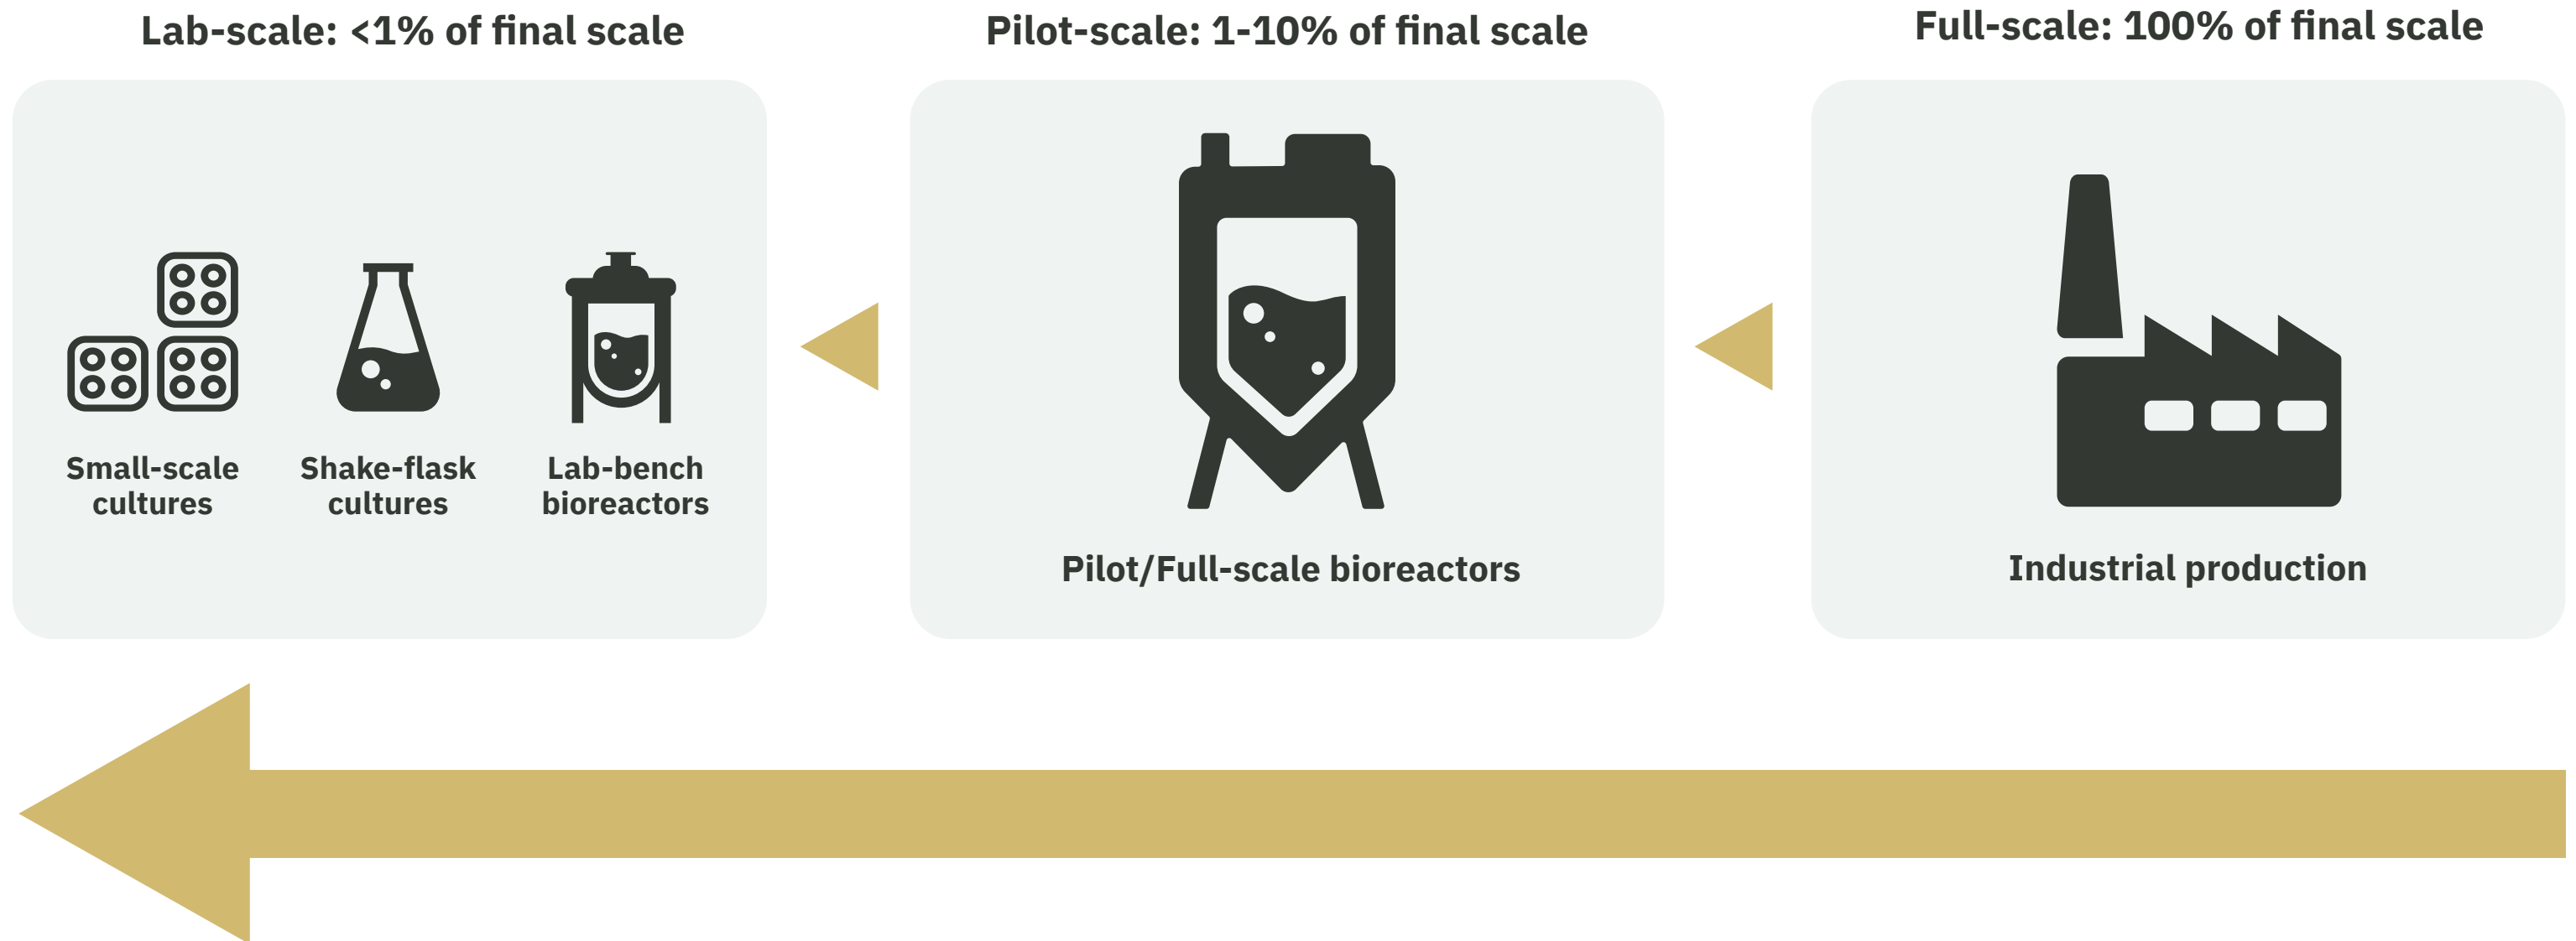 Lab-scale: <1% of final scale
Pilot-scale: 1-10% of final scale
Full-scale: 100% of final scale
Small-scale
cultures
Shake-flask
cultures
Lab-bench
bioreactors
Pilot/Full-scale bioreactors
Industrial production